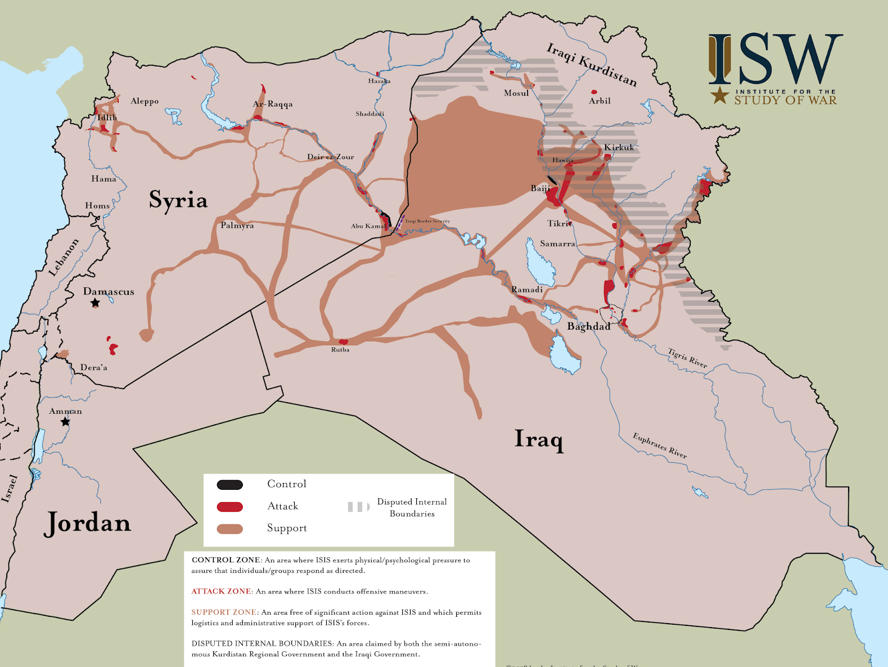 ISW
INSTITUTE FOR THE
STUDY OF WAR
Iraqi Kurdistan
Hasaka
Mosul
Arbil
Aleppo
Ar-Raqqa
Idlib
Shaddadi
Kirkuk
Deir ez-Zour
Hawija
Hama
Baiji
Syria
Homs
Palmyra
Abu Kamal
Iraqi Border Security
Tikrit
Samarra
Lebanon
Damascus
Ramadi
Baghdad
Rutba
Tigris River
Dera'a
Amman
Iraq
Euphrates River
Israel
Jordan
Control
Attack
Support
Disputed Internal
Boundaries
CONTROL ZONE: An area where ISIS exerts physical/psychological pressure to
assure that individuals/groups respond as directed.
ATTACK ZONE: An area where ISIS conducts offensive maneuvers.
SUPPORT ZONE: An area free of significant action against ISIS and which permits
logistics and administrative support of ISIS's forces.
DISPUTED INTERNAL BOUNDARIES: An area claimed by both the semi-autono-
mous Kurdistan Regional Government and the Iraqi Government.